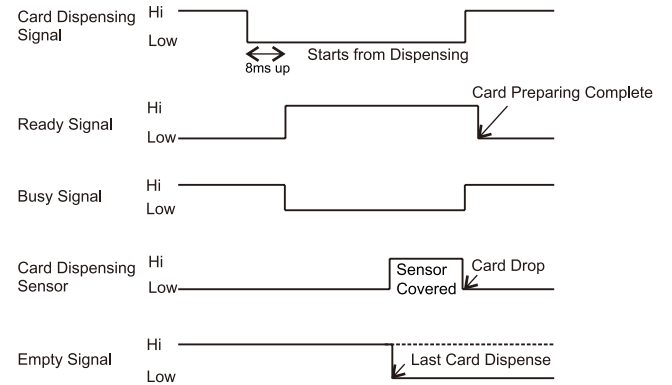 Card Dispensing
Signal
Hi
Low
Starts from Dispensing
8ms up
Card Preparing Complete
Ready Signal
Hi
Low
Busy Signal
Hi
Low
Card Dispensing
Sensor
Hi
Low
Sensor
Covered
Card Drop
Empty Signal
Hi
Low
Last Card Dispense